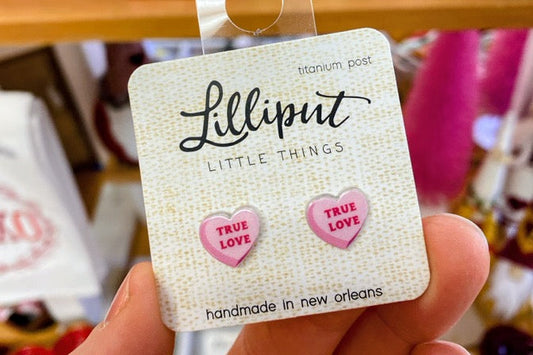 titanium post
Lilliput
LITTLE THINGS
TRUE
LOVE
TRUE
LOVE
handmade in new orleans